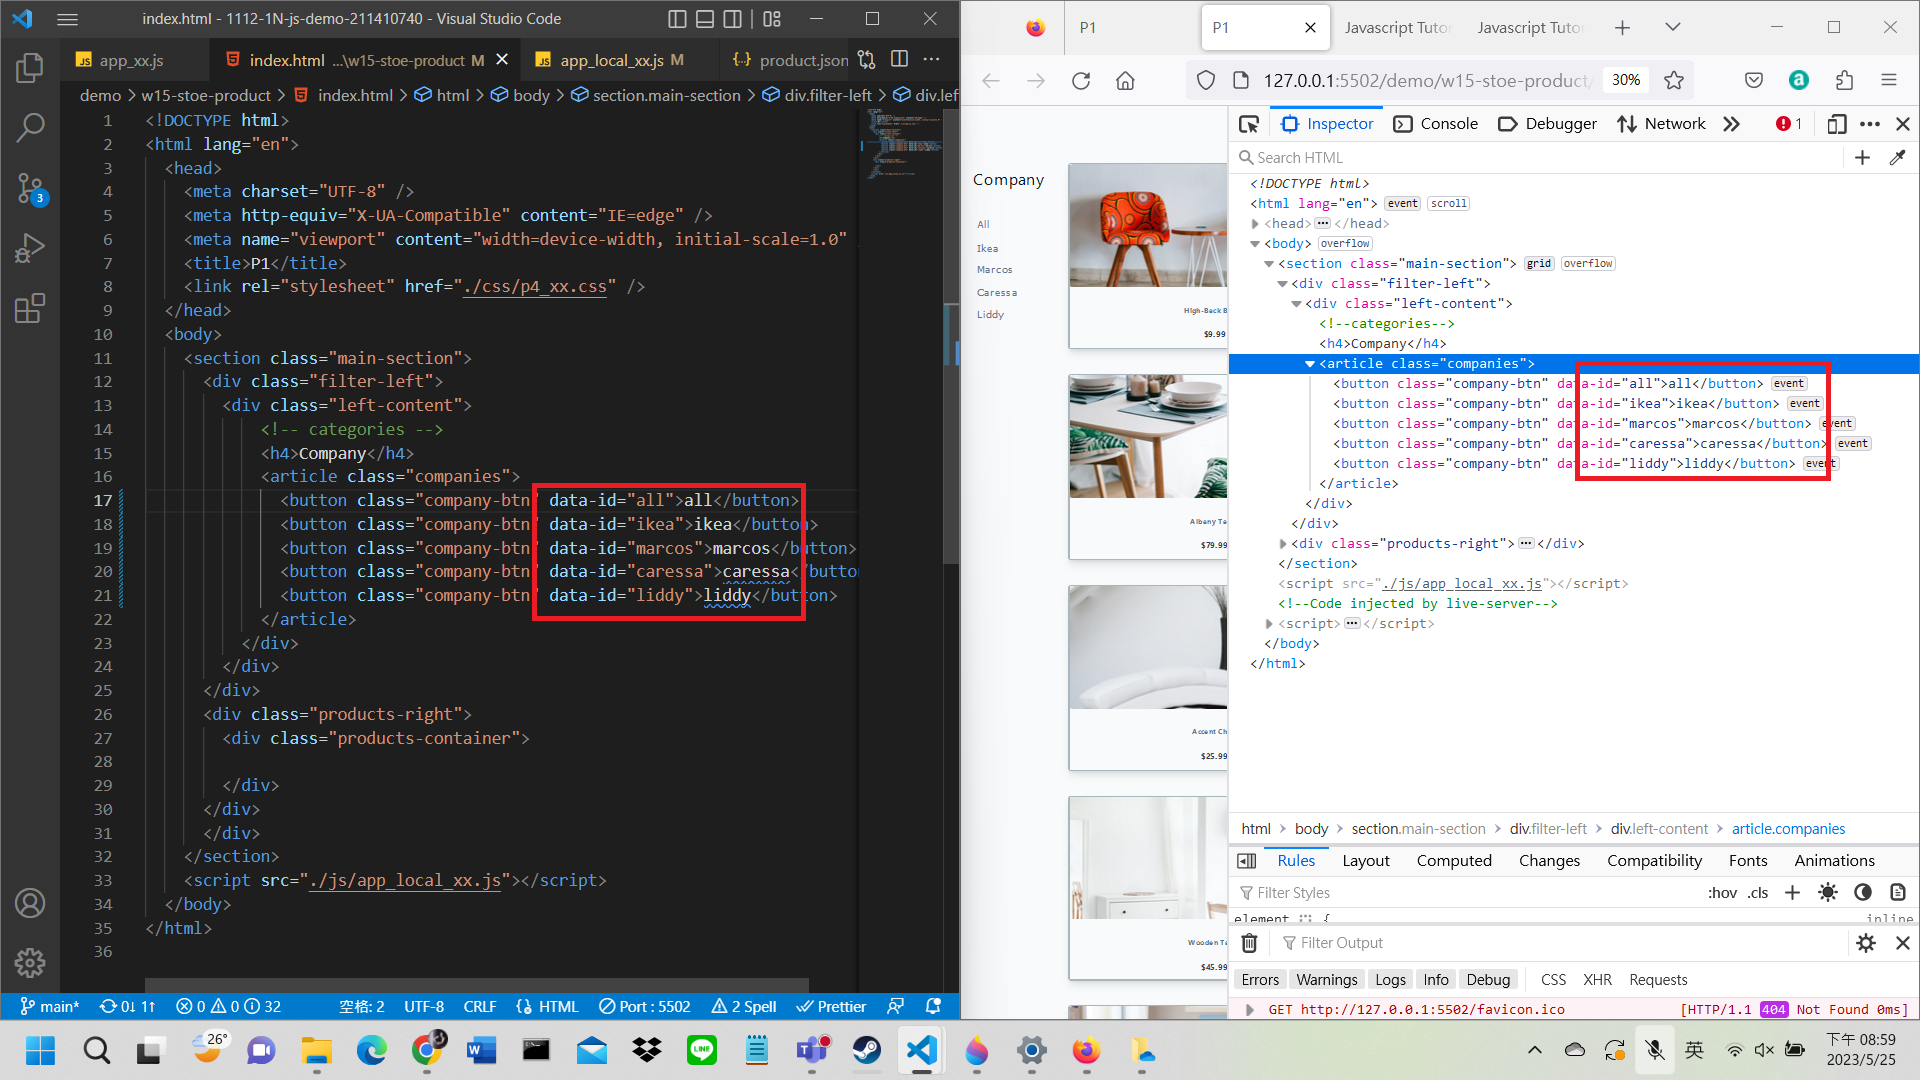 index.html - 1112-1N-js-demo-211410740 - Visual Studio Code
app_xx.js
index.html ...\w15-stoe-product M
app_local_xx.js M
product.json
demo > w15-stoe-product > index.html > html > body > section.main-section > div.filter-left > div.lef
1 <!DOCTYPE html>
2 <html lang="en">
3 <head>
4 <meta charset="UTF-8" />
5 <meta http-equiv="X-UA-Compatible" content="IE=edge" />
6 <meta name="viewport" content="width=device-width, initial-scale=1.0"
7 <title>P1</title>
8 <link rel="stylesheet" href="./css/p4_xx.css" />
9 </head>
10 <body>
11 <section class="main-section">
12 <div class="filter-left">
13 <div class="left-content">
14 <!-- categories -->
15 <h4>Company</h4>
16 <article class="companies">
17 <button class="company-btn" data-id="all">all</button>
18 <button class="company-btn" data-id="ikea">ikea</button>
19 <button class="company-btn" data-id="marcos">marcos</button>
20 <button class="company-btn" data-id="caressa">caressa</butto
21 <button class="company-btn" data-id="liddy">liddy</button>
22 </article>
23 </div>
24 </div>
25 </div>
26 <div class="products-right">
27 <div class="products-container">
28
29 </div>
30 </div>
31 </div>
32 </section>
33 <script src="./js/app_local_xx.js"></script>
34 </body>
35 </html>
36
3
main* 0↓ 1↑ 0 0 32 空格: 2 UTF-8 CRLF HTML Port : 5502 2 Spell Prettier
P1
P1
Javascript Tuto
Javascript Tuto
127.0.0.1:5502/demo/w15-stoe-product/ 30%
Company
All
Ikea
Marcos
Caressa
Liddy
High-Back B
$9.99
Albany Ta
$79.99
Accent Ch
$25.99
Wooden Ta
$45.99
Inspector Console Debugger Network 1
Search HTML
<!DOCTYPE html>
<html lang="en"> event scroll
<head> ... </head>
<body> overflow
<section class="main-section"> grid overflow
<div class="filter-left">
<div class="left-content">
<!--categories-->
<h4>Company</h4>
<article class="companies">
<button class="company-btn" data-id="all">all</button> event
<button class="company-btn" data-id="ikea">ikea</button> event
<button class="company-btn" data-id="marcos">marcos</button> event
<button class="company-btn" data-id="caressa">caressa</button> event
<button class="company-btn" data-id="liddy">liddy</button> event
</article>
</div>
</div>
<div class="products-right"> ... </div>
</section>
<script src="./js/app_local_xx.js"></script>
<!--Code injected by live-server-->
<script> ... </script>
</body>
</html>
html > body > section.main-section > div.filter-left > div.left-content > article.companies
Rules Layout Computed Changes Compatibility Fonts Animations
Filter Styles :hov .cls
element { inline
Filter Output
Errors Warnings Logs Info Debug CSS XHR Requests
GET http://127.0.0.1:5502/favicon.ico [HTTP/1.1 404 Not Found 0ms]
26°
LINE
英
下午 08:59
2023/5/25